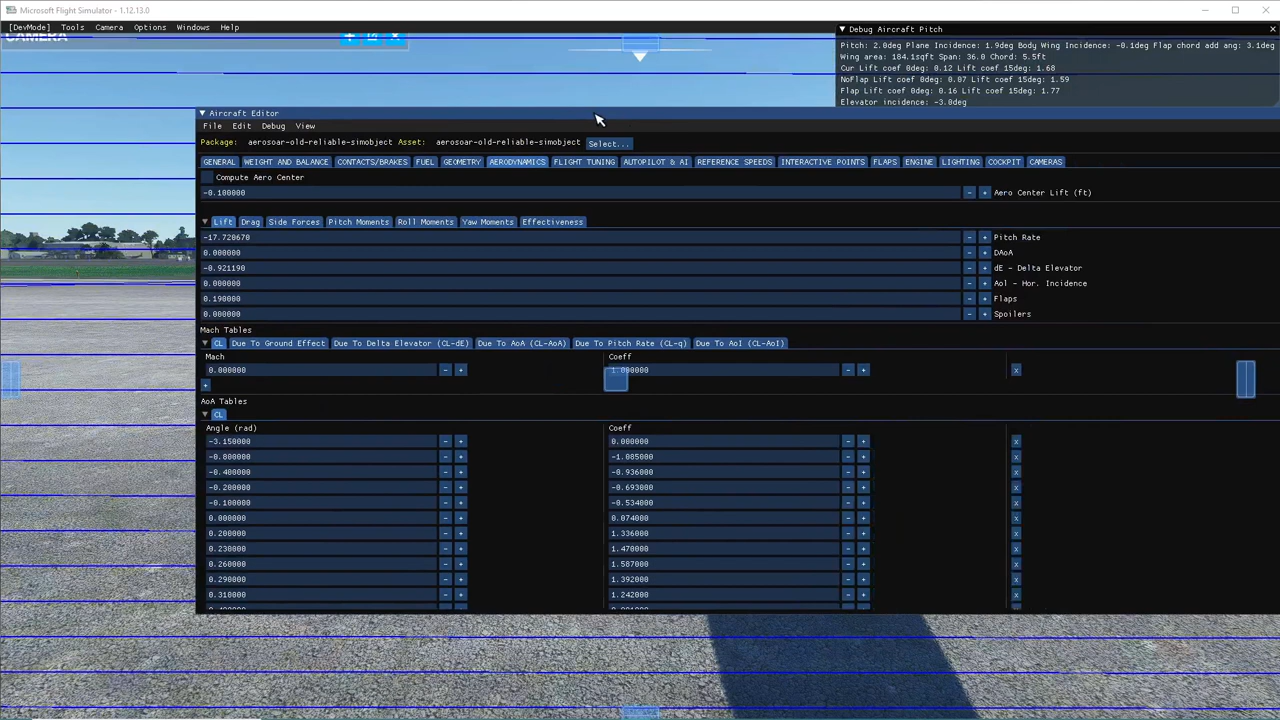 Microsoft Flight Simulator - 1.12.13.0
[DevMode] Tools Camera Options Windows Help
CAMERA
Debug Aircraft Pitch
Pitch: 2.0deg Plane Incidence: 1.9deg Body Wing Incidence: -0.1deg Flap chord add ang: 3.1deg
Wing area: 184.1sqft Span: 36.0 Chord: 5.5ft
Cur Lift coef 0deg: 0.12 Lift coef 15deg: 1.68
NoFlap Lift coef 0deg: 0.07 Lift coef 15deg: 1.59
Flap Lift coef 0deg: 0.16 Lift coef 15deg: 1.77
Elevator incidence: -3.0deg
Aircraft Editor
File Edit Debug View
Package: aerosoar-old-reliable-simobject Asset: aerosoar-old-reliable-simobject Select...
GENERAL WEIGHT AND BALANCE CONTACTS/BRAKES FUEL GEOMETRY AERODYNAMICS FLIGHT TUNING AUTOPILOT & AI REFERENCE SPEEDS INTERACTIVE POINTS FLAPS ENGINE LIGHTING COCKPIT CAMERAS
Compute Aero Center
-0.100000 - + Aero Center Lift (ft)
Lift Drag Side Forces Pitch Moments Roll Moments Yaw Moments Effectiveness
-17.720670 - + Pitch Rate
0.000000 - + DAoA
-0.921190 - + dE - Delta Elevator
0.000000 - + AoI - Hor. Incidence
0.190000 - + Flaps
0.000000 - + Spoilers
Mach Tables
CL Due To Ground Effect Due To Delta Elevator (CL-dE) Due To AoA (CL-AoA) Due To Pitch Rate (CL-q) Due To AoI (CL-AoI)
Mach Coeff
0.000000 - + 1.000000 - + x
+
AoA Tables
CL
Angle (rad) Coeff
-3.150000 - + 0.000000 - + x
-0.800000 - + -1.085000 - + x
-0.400000 - + -0.936000 - + x
-0.200000 - + -0.693000 - + x
-0.100000 - + -0.534000 - + x
0.000000 - + 0.074000 - + x
0.200000 - + 1.336000 - + x
0.230000 - + 1.470000 - + x
0.260000 - + 1.587000 - + x
0.290000 - + 1.392000 - + x
0.310000 - + 1.242000 - + x